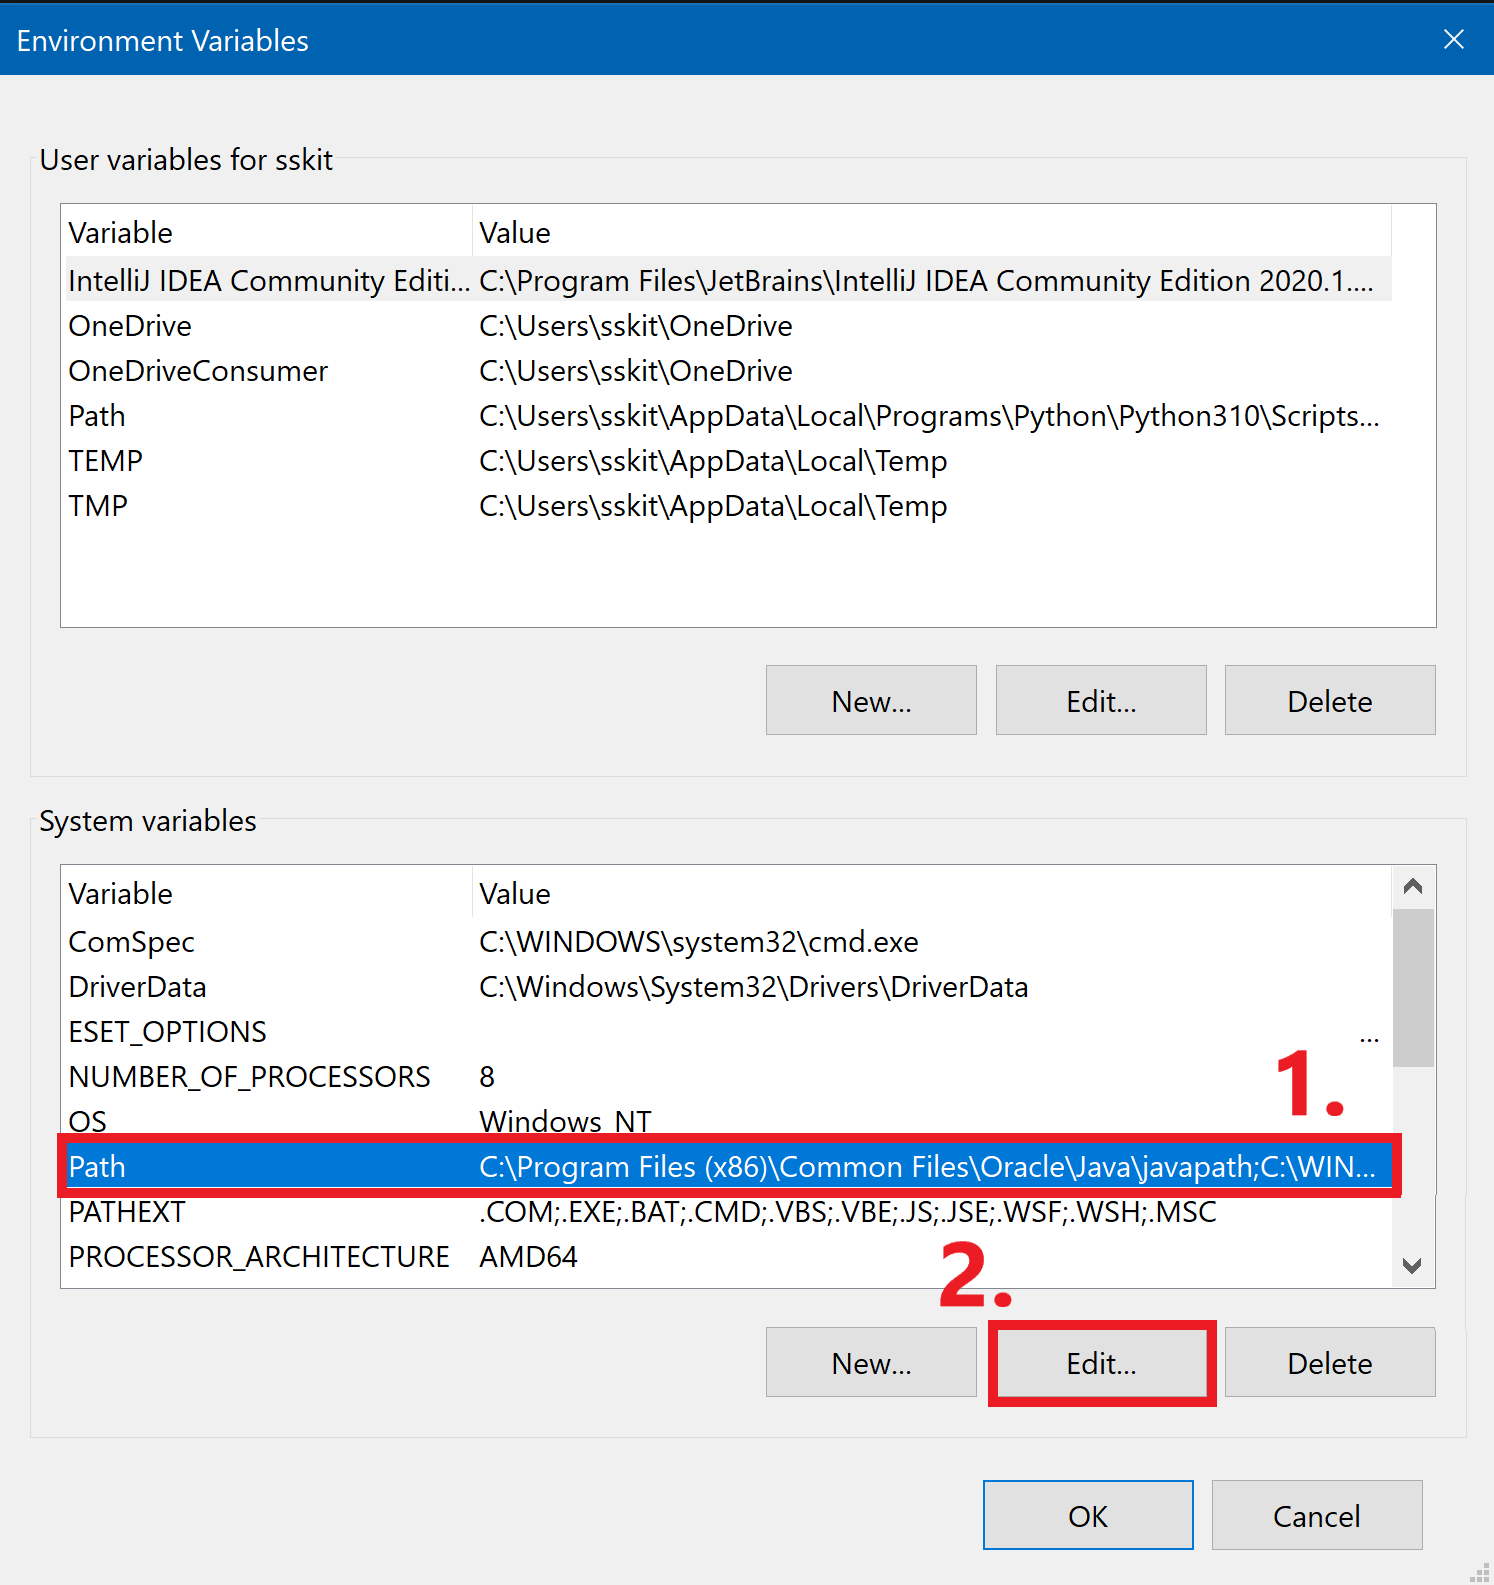 Environment Variables
User variables for sskit
Variable Value
IntelliJ IDEA Community Editi... C:\Program Files\JetBrains\IntelliJ IDEA Community Edition 2020.1....
OneDrive C:\Users\sskit\OneDrive
OneDriveConsumer C:\Users\sskit\OneDrive
Path C:\Users\sskit\AppData\Local\Programs\Python\Python310\Scripts...
TEMP C:\Users\sskit\AppData\Local\Temp
TMP C:\Users\sskit\AppData\Local\Temp
New... Edit... Delete
System variables
Variable Value
ComSpec C:\WINDOWS\system32\cmd.exe
DriverData C:\Windows\System32\Drivers\DriverData
ESET_OPTIONS ...
NUMBER_OF_PROCESSORS 8
1.
OS Windows_NT
Path C:\Program Files (x86)\Common Files\Oracle\Java\javapath;C:\WIN...
PATHEXT .COM;.EXE;.BAT;.CMD;.VBS;.VBE;.JS;.JSE;.WSF;.WSH;.MSC
PROCESSOR_ARCHITECTURE AMD64
2.
New... Edit... Delete
OK Cancel